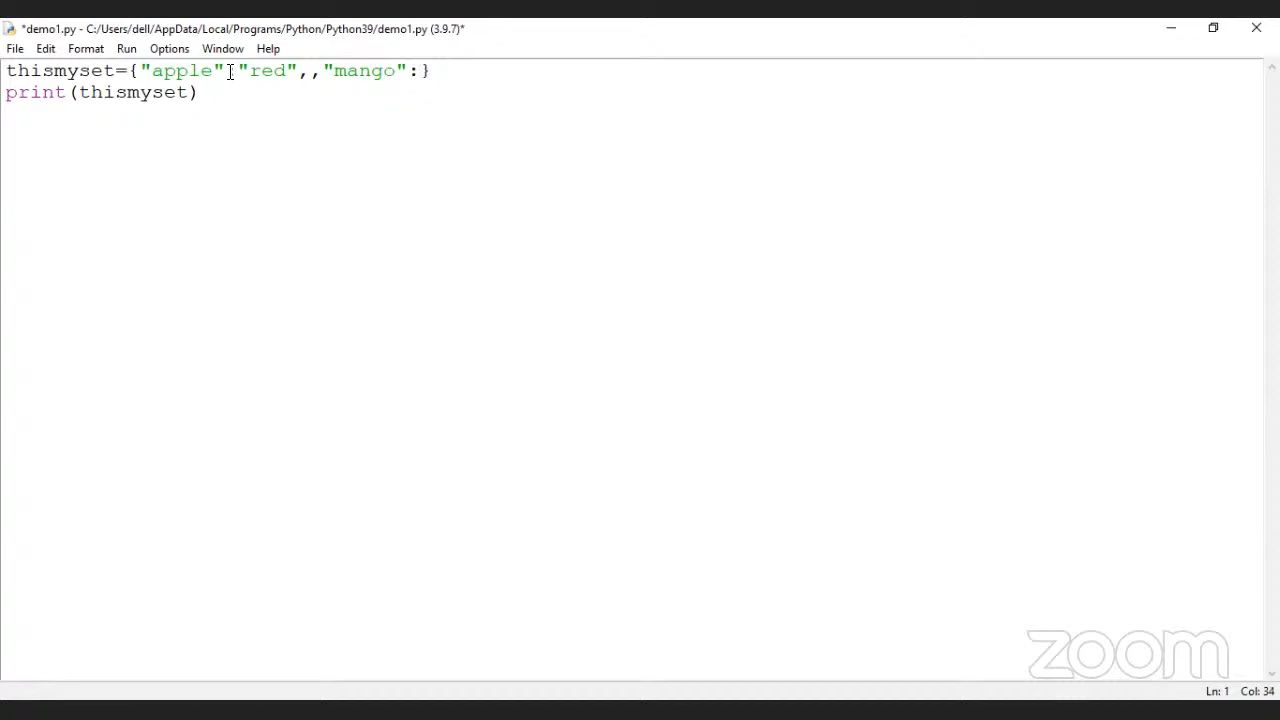 *demo1.py - C:/Users/dell/AppData/Local/Programs/Python/Python39/demo1.py (3.9.7)*
File Edit Format Run Options Window Help
thismyset={"apple":"red",,"mango":}
print(thismyset)
zoom
Ln: 1 Col: 34